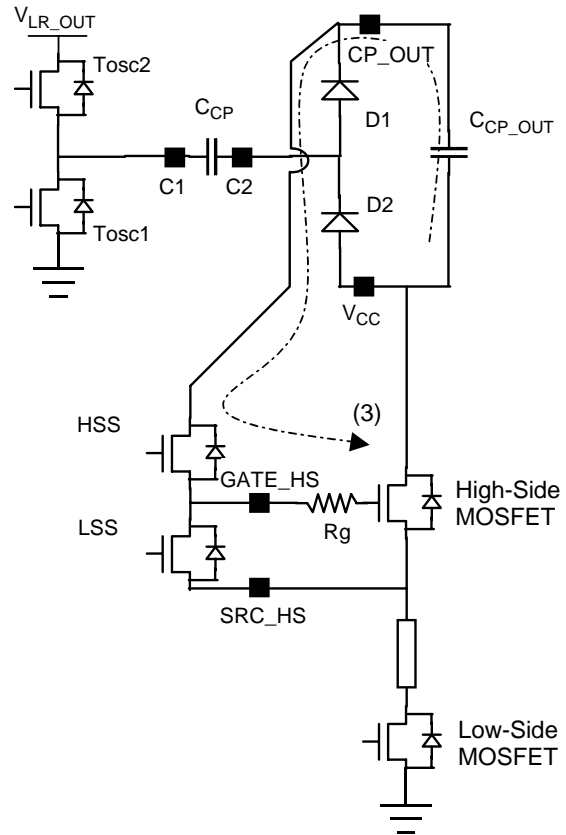 V_LR_OUT
Tosc2
C_CP
C1
C2
Tosc1
CP_OUT
D1
C_CP_OUT
D2
V_CC
(3)
HSS
GATE_HS
LSS
Rg
High-Side
MOSFET
SRC_HS
Low-Side
MOSFET